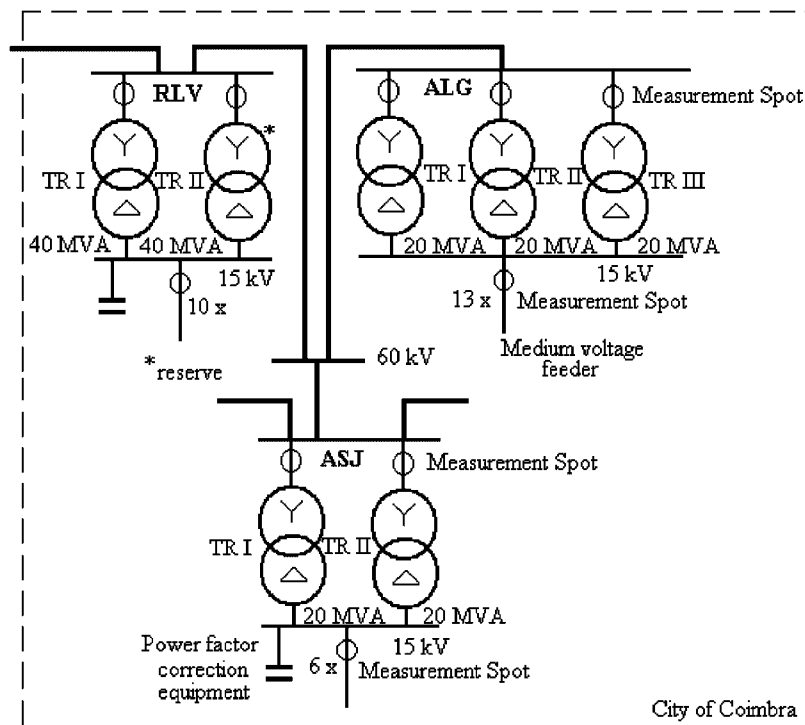 RLV
ALG
Measurement Spot
*
TR I
TR II
TR I
TR II
TR III
40 MVA
40 MVA
15 kV
20 MVA
20 MVA
20 MVA
15 kV
10 x
13 x
Measurement Spot
* reserve
60 kV
Medium voltage
feeder
ASJ
Measurement Spot
TR I
TR II
20 MVA
20 MVA
15 kV
Power factor
correction
equipment
6 x
Measurement Spot
City of Coimbra